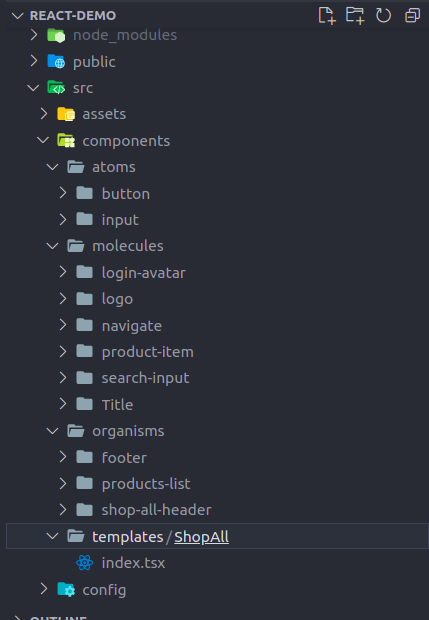 REACT-DEMO
node_modules
public
src
assets
components
atoms
button
input
molecules
login-avatar
logo
navigate
product-item
search-input
Title
organisms
footer
products-list
shop-all-header
templates/ShopAll
index.tsx
config
OUTLINE